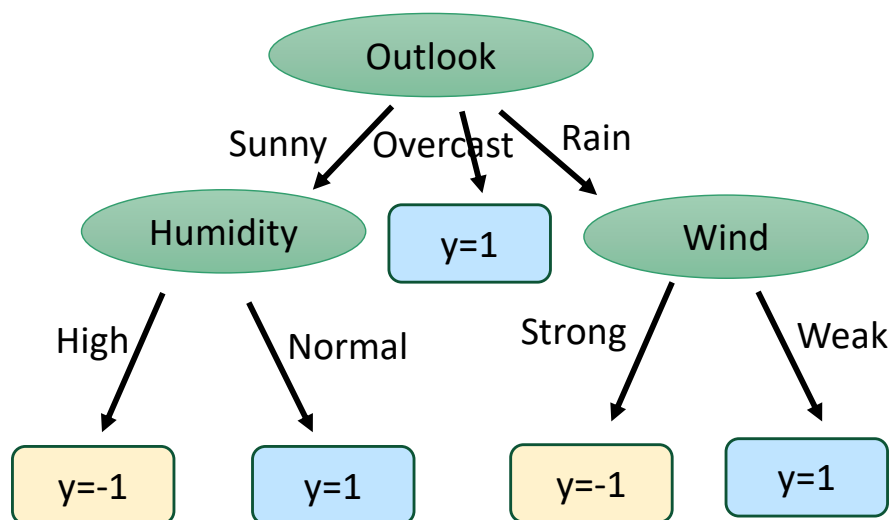 Outlook
Sunny
Overcast
Rain
Humidity
y=1
Wind
High
Normal
Strong
Weak
y=-1
y=1
y=-1
y=1